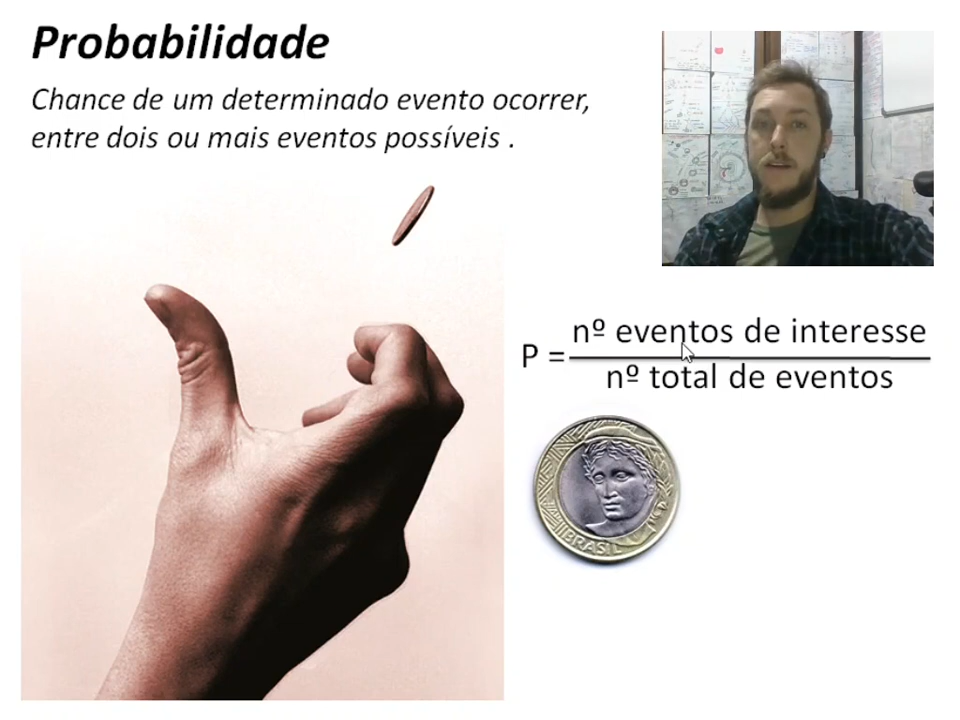 Probabilidade
Chance de um determinado evento ocorrer,
entre dois ou mais eventos possíveis .
nº eventos de interesse
P =
nº total de eventos
BRASIL